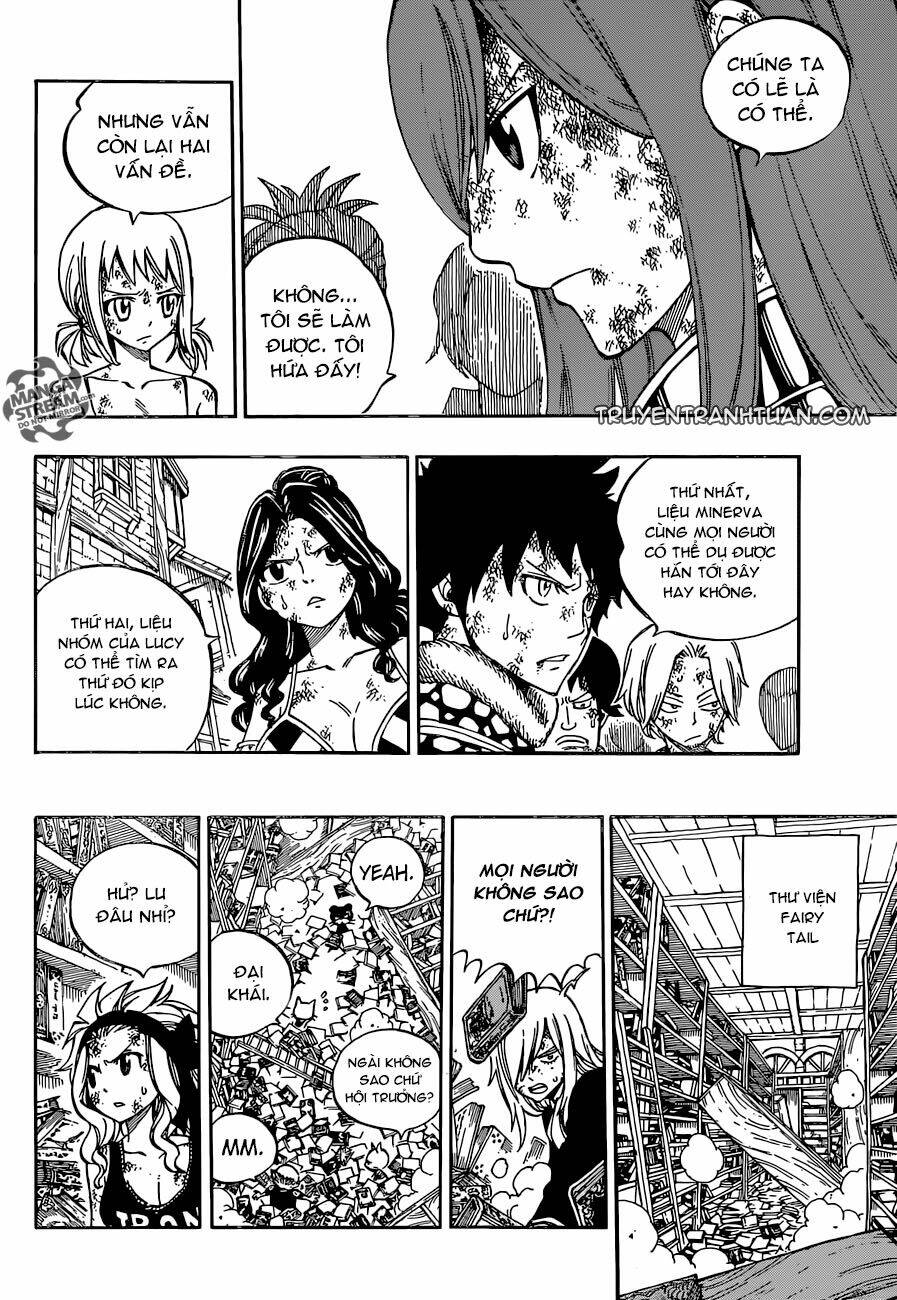 CHÚNG TA
CÓ LẼ LÀ
CÓ THỂ.
KHÔNG...
TÔI SẼ LÀM
ĐƯỢC. TÔI
HỨA ĐẤY!
NHƯNG VẪN
CÒN LẠI HAI
VẤN ĐỀ.
MANGA
STREAM.com
DO NOT MIRROR
TRUYENTRANHTUAN.COM
THỨ NHẤT,
LIỆU MINERVA
CÙNG MỌI NGƯỜI
CÓ THỂ DỤ ĐƯỢC
HẮN TỚI ĐÂY
HAY KHÔNG.
THỨ HAI, LIỆU
NHÓM CỦA LUCY
CÓ THỂ TÌM RA
THỨ ĐÓ KỊP
LÚC KHÔNG.
THƯ VIỆN
FAIRY
TAIL
MỌI NGƯỜI
KHÔNG SAO
CHỨ?!
YEAH.
ĐẠI
KHÁI.
NGÀI KHÔNG
SAO CHỨ
HỘI TRƯỞNG?
MM.
HỬ? LU
ĐÂU NHỈ?